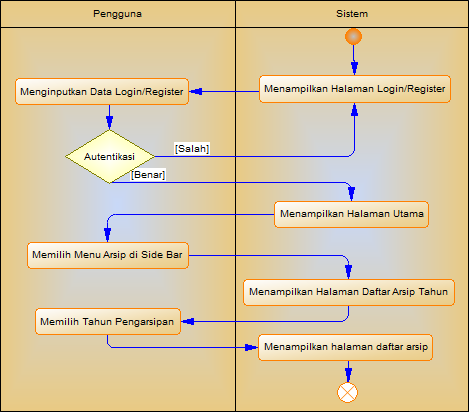 Pengguna
Sistem
Menampilkan Halaman Login/Register
Menginputkan Data Login/Register
Autentikasi
[Salah]
[Benar]
Menampilkan Halaman Utama
Memilih Menu Arsip di Side Bar
Menampilkan Halaman Daftar Arsip Tahun
Memilih Tahun Pengarsipan
Menampilkan halaman daftar arsip